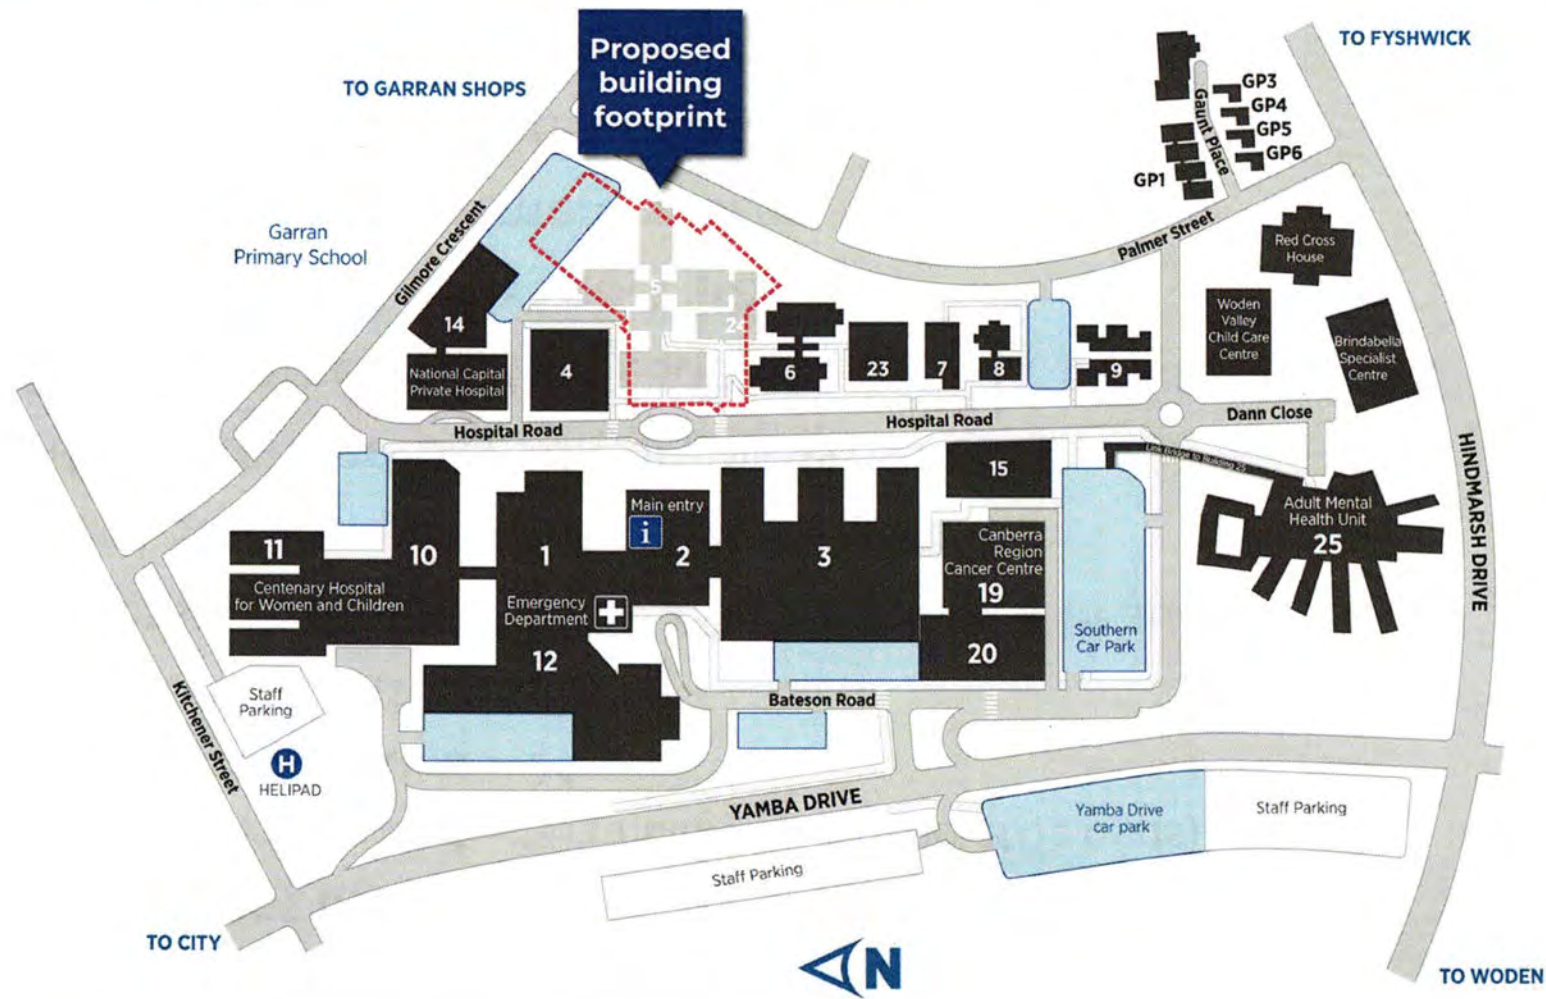 TO FYSHWICK
Proposed
building
footprint
TO GARRAN SHOPS
GP3
GP4
GP5
GP6
GP1
Gaunt Place
Palmer Street
Gilmore Crescent
Garran
Primary School
Red Cross
House
Woden
Valley
Child Care
Centre
Brindabella
Specialist
Centre
5
24
14
National Capital
Private Hospital
4
6
23
7
8
9
Hospital Road
Hospital Road
Dann Close
HINDMARSH DRIVE
Link Bridge to Building 25
15
Main entry
i
Adult Mental
Health Unit
25
11
10
1
2
3
Canberra
Region
Cancer Centre
19
Centenary Hospital
for Women and Children
Emergency
Department
12
20
Southern
Car Park
Kitchener Street
Staff
Parking
H
HELIPAD
Bateson Road
YAMBA DRIVE
Yamba Drive
car park
Staff Parking
Staff Parking
TO CITY
N
TO WODEN